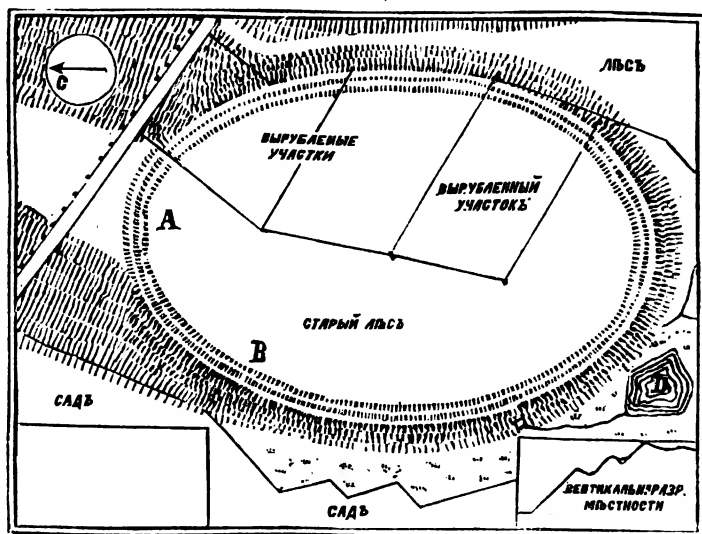 С
ЛѢСЪ
ВЫРУБЛЕНЫЕ
УЧАСТКИ
ВЫРУБЛЕННЫЙ
УЧАСТОКЪ
А
СТАРЫЙ ЛѢСЪ
В
D
САДЪ
САДЪ
ВЕРТИКАЛЬН. РАЗР.
МѢСТНОСТИ